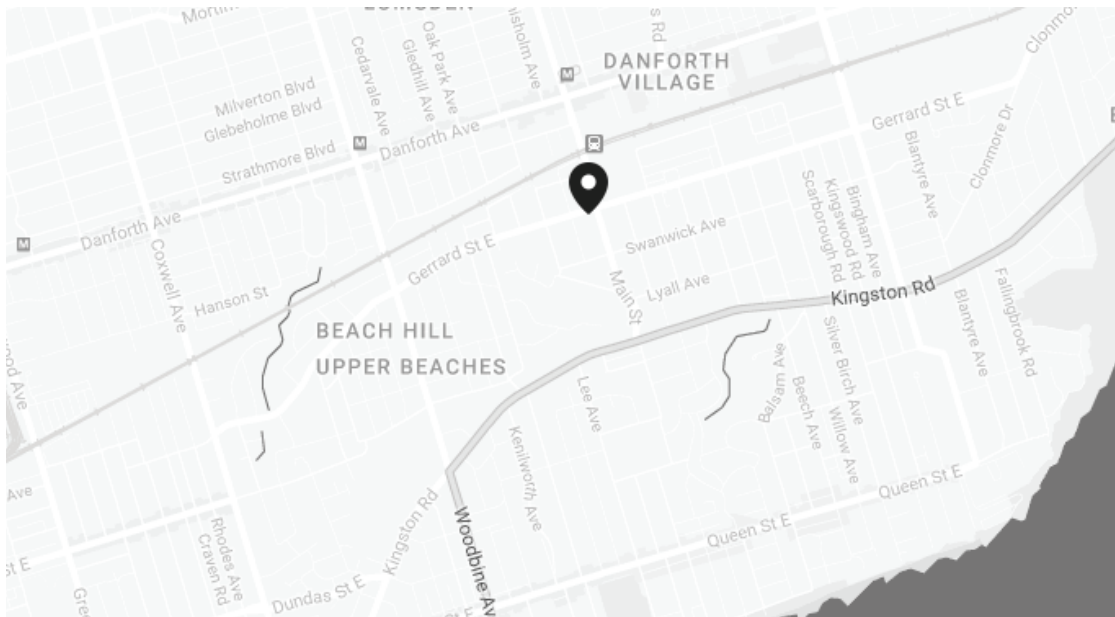 DANFORTH
VILLAGE
Cedarvale Ave
Oak Park Ave
Gledhill Ave
M
Milverton Blvd
Glebeholme Blvd
Strathmore Blvd
M
Danforth Ave
Gerrard St E
Blantyre Ave
Clonmore Dr
Danforth Ave
M
Coxwell Ave
Gerrard St E
Swanwick Ave
Scarborough Rd
Kingswood Rd
Bingham Ave
Hanson St
Main St
Lyall Ave
Kingston Rd
Fallingbrook Rd
Blantyre Ave
BEACH HILL
UPPER BEACHES
Silver Birch Ave
Balsam Ave
Beech Ave
Willow Ave
Lee Ave
Kenilworth Ave
Queen St E
Queen St E
Kingston Rd
Woodbine Av
Rhodes Ave
Craven Rd
Dundas St E